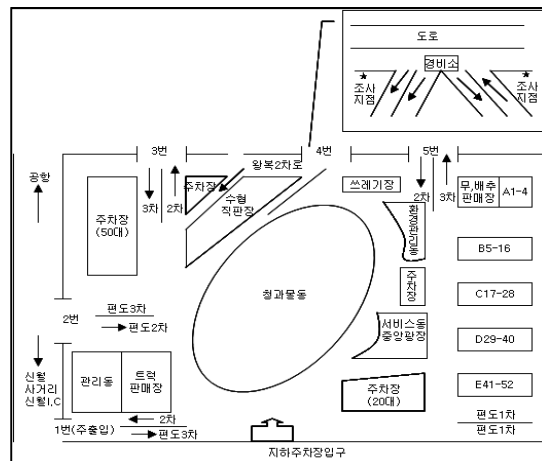 도로
경비소
★
조사
지점
★
조사
지점
3번
왕복2차로
4번
5번
공항
주차장
(50대)
3차
2차
주차장
수협
직판장
쓰레기장
2차
3차
무,배추
판매장
A1-4
환경관리동
B5-16
청과물동
주차장
C17-28
2번
편도3차
편도2차
서비스동
중앙광장
D29-40
신월
사거리
신월I.C
관리동
트럭
판매장
주차장
(20대)
E41-52
1번(주출입)
2차
편도3차
편도1차
편도1차
지하주차장입구